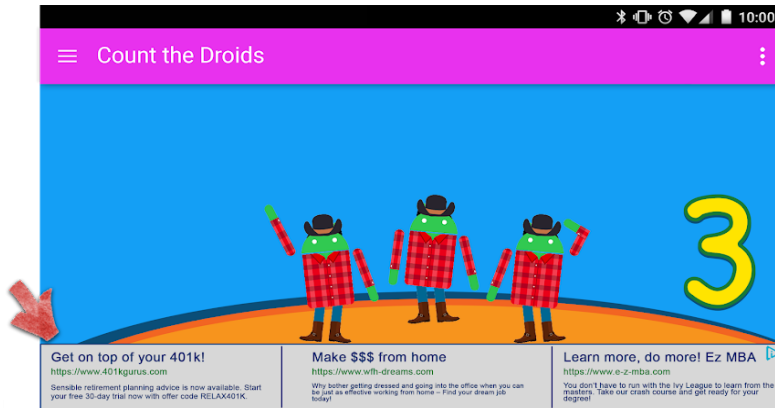 10:00
Count the Droids
3
Get on top of your 401k!
https://www.401kgurus.com
Sensible retirement planning advice is now available. Start
your free 30-day trial now with offer code RELAX401K.
Make $$$ from home
https://www.wfh-dreams.com
Why bother getting dressed and going into the office when you can
be just as effective working from home – Find your dream job
today!
Learn more, do more! Ez MBA
https://www.e-z-mba.com
You don't have to run with the Ivy League to learn from the
masters. Take our crash course and get ready for your
degree!